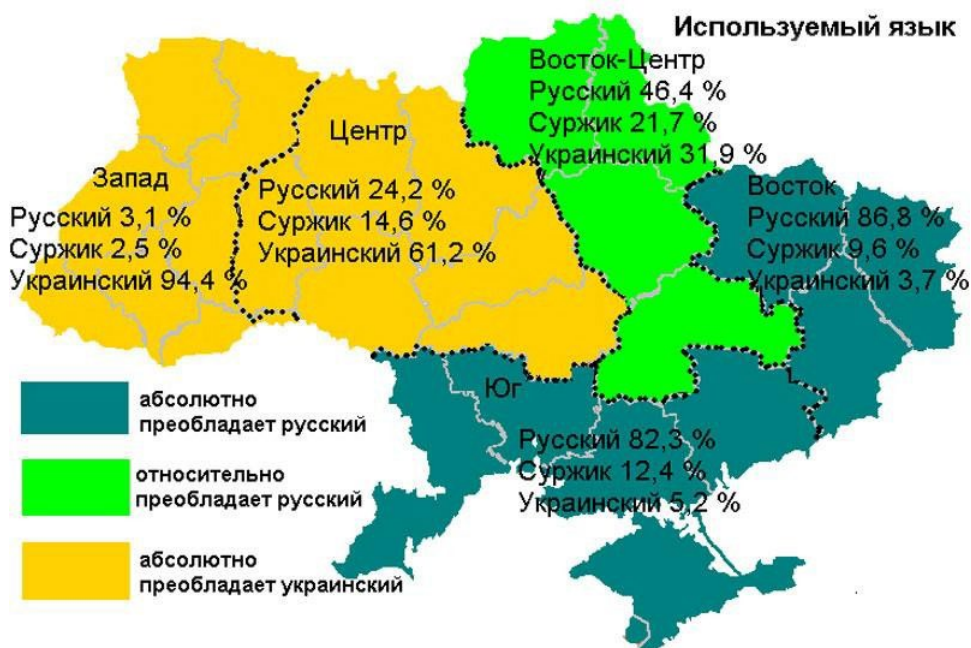 Используемый язык
Восток-Центр
Русский 46,4 %
Суржик 21,7 %
Украинский 31,9 %
Центр
Русский 24,2 %
Суржик 14,6 %
Украинский 61,2 %
Запад
Русский 3,1 %
Суржик 2,5 %
Украинский 94,4 %
Восток
Русский 86,8 %
Суржик 9,6 %
Украинский 3,7 %
Юг
Русский 82,3 %
Суржик 12,4 %
Украинский 5,2 %
абсолютно
преобладает русский
относительно
преобладает русский
абсолютно
преобладает украинский